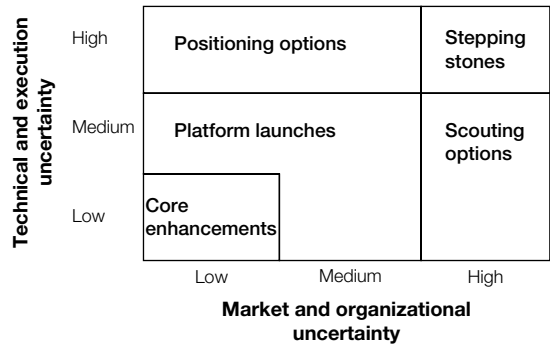 Technical and execution
uncertainty
High
Medium
Low
Positioning options
Stepping
stones
Platform launches
Scouting
options
Core
enhancements
Low
Medium
High
Market and organizational
uncertainty